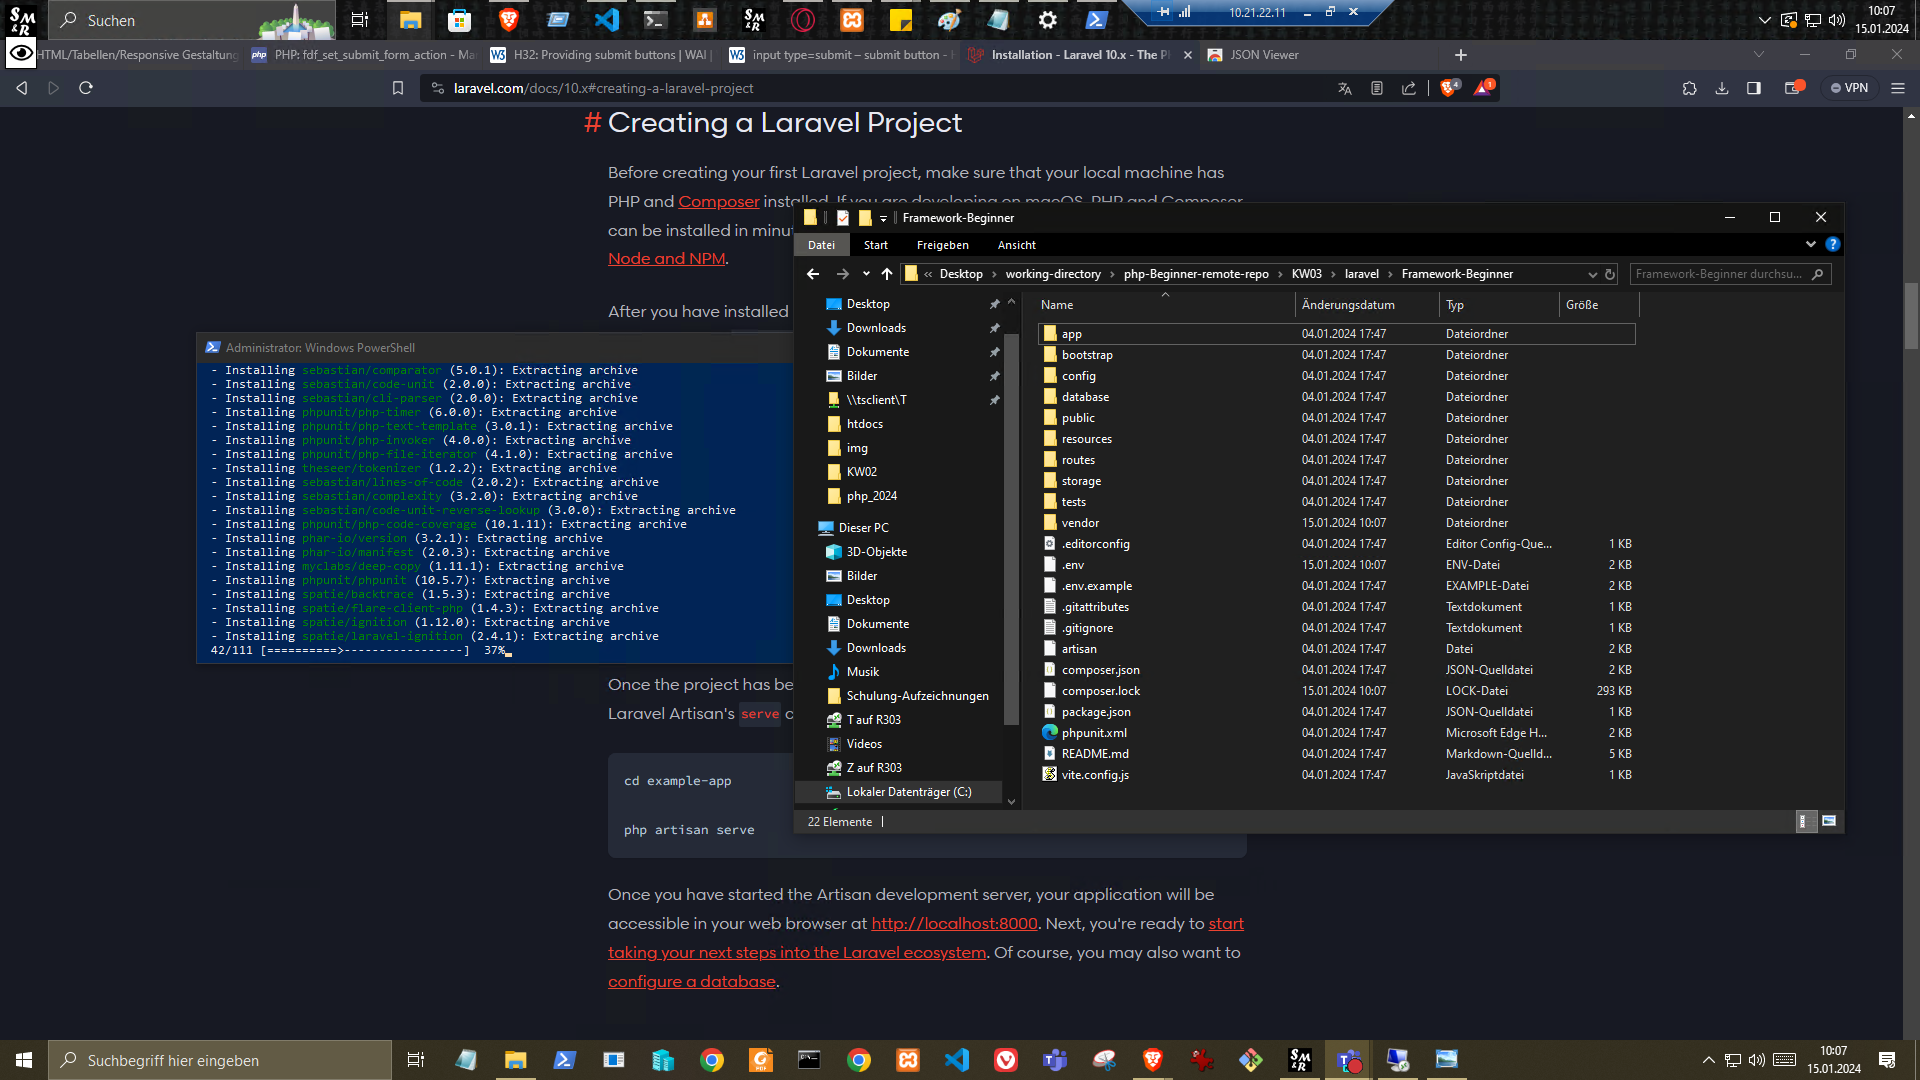 Suchen
10.21.22.11
10:07
15.01.2024
HTML/Tabellen/Responsive Gestaltung
PHP: fdf_set_submit_form_action - Ma
H32: Providing submit buttons | WAI |
input type=submit – submit button - H
Installation - Laravel 10.x - The P
JSON Viewer
laravel.com/docs/10.x#creating-a-laravel-project
4
1
VPN
# Creating a Laravel Project
Before creating your first Laravel project, make sure that your local machine has
PHP and Composer installed. If you are developing on macOS, PHP and Composer
can be installed in minu
Node and NPM.
After you have installed
Administrator: Windows PowerShell
- Installing sebastian/comparator (5.0.1): Extracting archive
- Installing sebastian/code-unit (2.0.0): Extracting archive
- Installing sebastian/cli-parser (2.0.0): Extracting archive
- Installing phpunit/php-timer (6.0.0): Extracting archive
- Installing phpunit/php-text-template (3.0.1): Extracting archive
- Installing phpunit/php-invoker (4.0.0): Extracting archive
- Installing phpunit/php-file-iterator (4.1.0): Extracting archive
- Installing theseer/tokenizer (1.2.2): Extracting archive
- Installing sebastian/lines-of-code (2.0.2): Extracting archive
- Installing sebastian/complexity (3.2.0): Extracting archive
- Installing sebastian/code-unit-reverse-lookup (3.0.0): Extracting archive
- Installing phpunit/php-code-coverage (10.1.11): Extracting archive
- Installing phar-io/version (3.2.1): Extracting archive
- Installing phar-io/manifest (2.0.3): Extracting archive
- Installing myclabs/deep-copy (1.11.1): Extracting archive
- Installing phpunit/phpunit (10.5.7): Extracting archive
- Installing spatie/backtrace (1.5.3): Extracting archive
- Installing spatie/flare-client-php (1.4.3): Extracting archive
- Installing spatie/ignition (1.12.0): Extracting archive
- Installing spatie/laravel-ignition (2.4.1): Extracting archive
42/111 [==========>-----------------]  37%
Once the project has be
Laravel Artisan's serve c
cd example-app
php artisan serve
Once you have started the Artisan development server, your application will be
accessible in your web browser at http://localhost:8000. Next, you're ready to start
taking your next steps into the Laravel ecosystem. Of course, you may also want to
configure a database.
Framework-Beginner
Datei Start Freigeben Ansicht
« Desktop › working-directory › php-Beginner-remote-repo › KW03 › laravel › Framework-Beginner
Framework-Beginner durchsu...
Desktop
Downloads
Dokumente
Bilder
\\tsclient\T
htdocs
img
KW02
php_2024
Dieser PC
3D-Objekte
Bilder
Desktop
Dokumente
Downloads
Musik
Schulung-Aufzeichnungen
T auf R303
Videos
Z auf R303
Lokaler Datenträger (C:)
Name Änderungsdatum Typ Größe
app 04.01.2024 17:47 Dateiordner
bootstrap 04.01.2024 17:47 Dateiordner
config 04.01.2024 17:47 Dateiordner
database 04.01.2024 17:47 Dateiordner
public 04.01.2024 17:47 Dateiordner
resources 04.01.2024 17:47 Dateiordner
routes 04.01.2024 17:47 Dateiordner
storage 04.01.2024 17:47 Dateiordner
tests 04.01.2024 17:47 Dateiordner
vendor 15.01.2024 10:07 Dateiordner
.editorconfig 04.01.2024 17:47 Editor Config-Que... 1 KB
.env 15.01.2024 10:07 ENV-Datei 2 KB
.env.example 04.01.2024 17:47 EXAMPLE-Datei 2 KB
.gitattributes 04.01.2024 17:47 Textdokument 1 KB
.gitignore 04.01.2024 17:47 Textdokument 1 KB
artisan 04.01.2024 17:47 Datei 2 KB
composer.json 04.01.2024 17:47 JSON-Quelldatei 2 KB
composer.lock 15.01.2024 10:07 LOCK-Datei 293 KB
package.json 04.01.2024 17:47 JSON-Quelldatei 1 KB
phpunit.xml 04.01.2024 17:47 Microsoft Edge H... 2 KB
README.md 04.01.2024 17:47 Markdown-Quelld... 5 KB
vite.config.js 04.01.2024 17:47 JavaSkriptdatei 1 KB
22 Elemente
Suchbegriff hier eingeben
10:07
15.01.2024